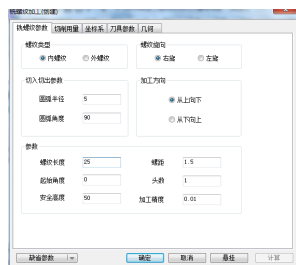 铣螺纹加工(创建)
铣螺纹参数 切削用量 坐标系 刀具参数 几何
螺纹类型
内螺纹 外螺纹
螺纹旋向
右旋 左旋
切入切出参数
圆弧半径 5
圆弧角度 90
加工方向
从上向下
从下向上
参数
螺纹长度 25 螺距 1.5
起始角度 0 头数 1
安全高度 50 加工精度 0.01
缺省参数 确定 取消 悬挂 计算